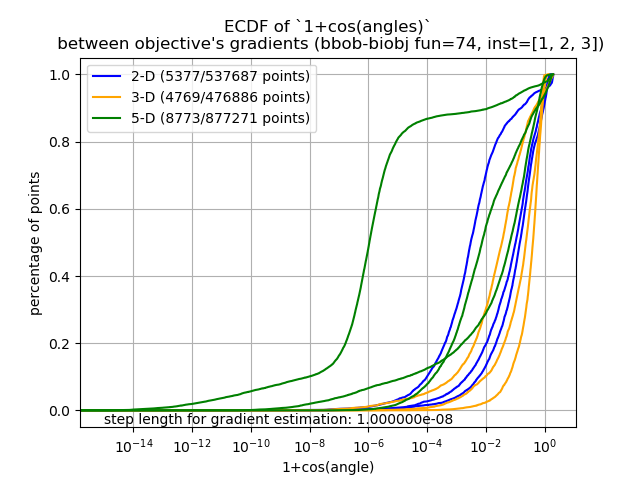 ECDF of `1+cos(angles)`
between objective's gradients (bbob-biobj fun=74, inst=[1, 2, 3])
2-D (5377/537687 points)
3-D (4769/476886 points)
5-D (8773/877271 points)
percentage of points
1.0
0.8
0.6
0.4
0.2
0.0
step length for gradient estimation: 1.000000e-08
10⁻¹⁴ 10⁻¹² 10⁻¹⁰ 10⁻⁸ 10⁻⁶ 10⁻⁴ 10⁻² 10⁰
1+cos(angle)